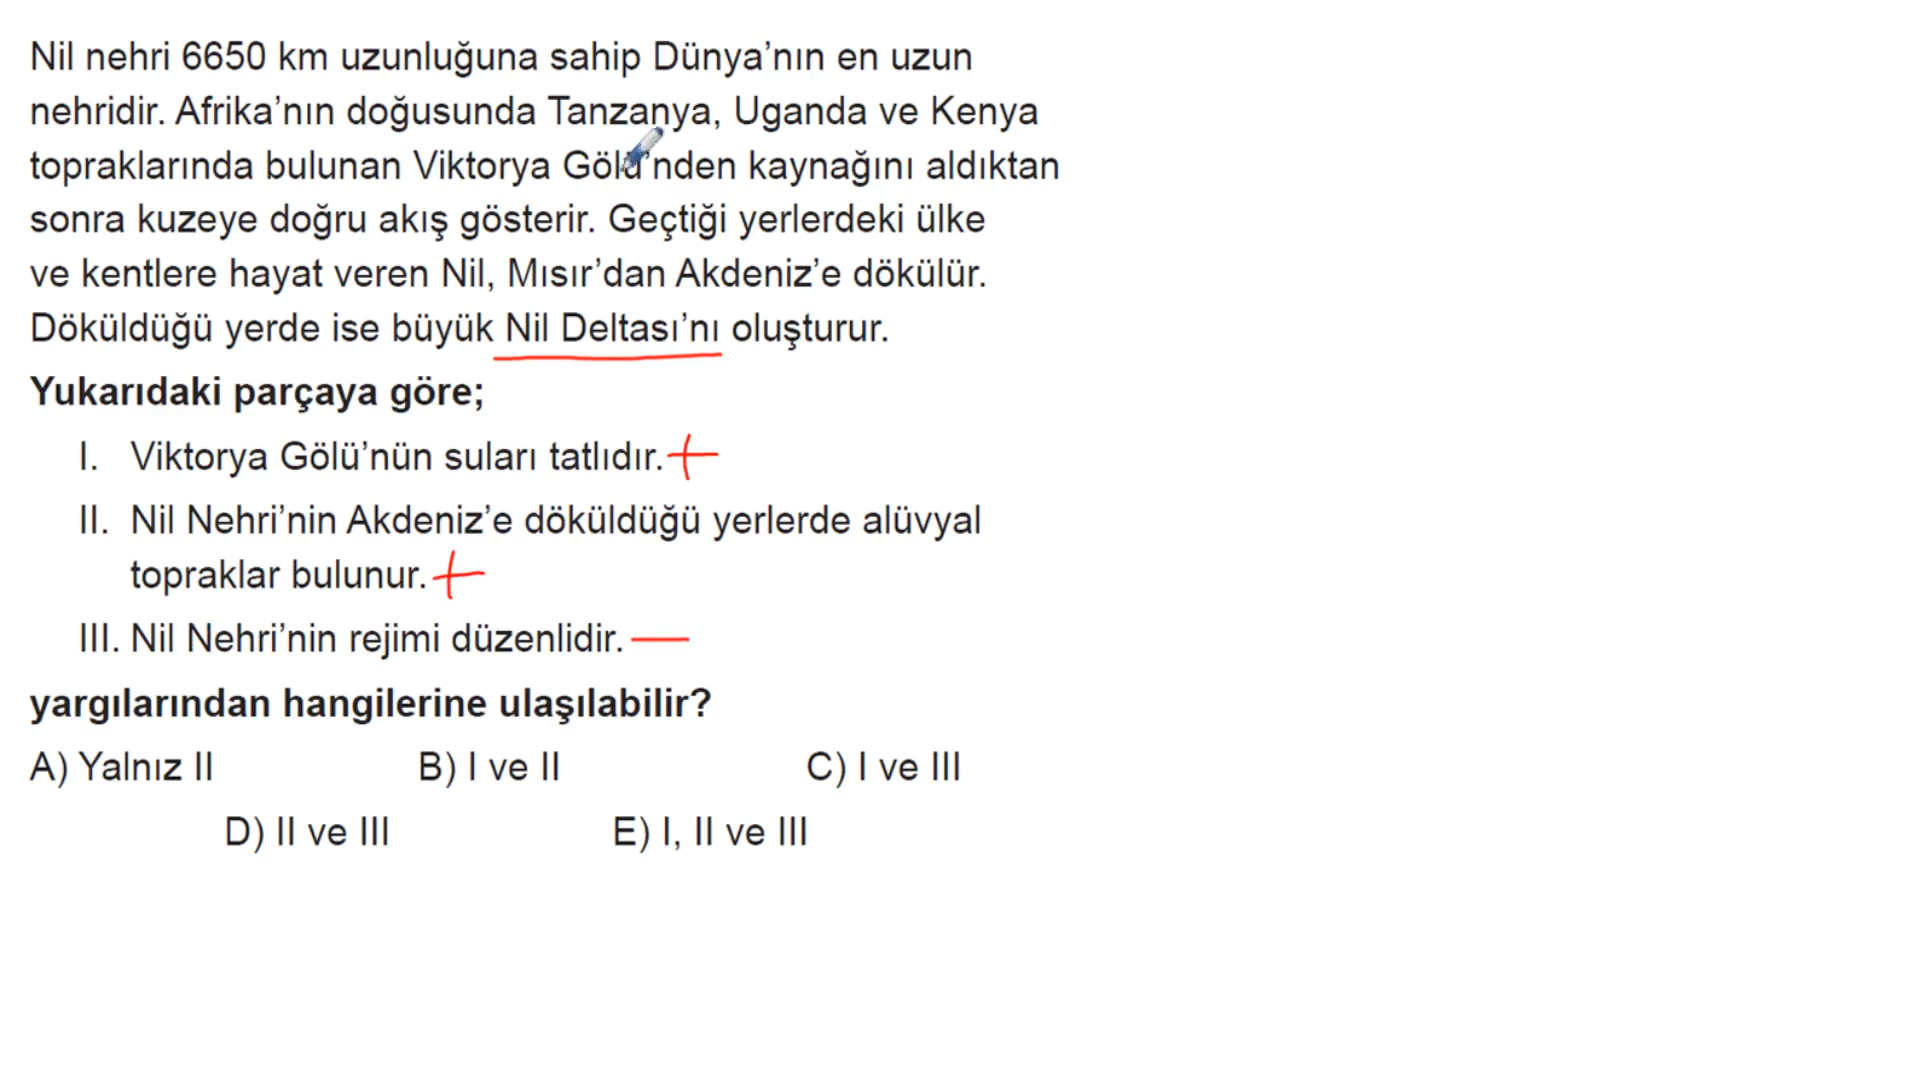 Nil nehri 6650 km uzunluğuna sahip Dünya’nın en uzun
nehridir. Afrika’nın doğusunda Tanzanya, Uganda ve Kenya
topraklarında bulunan Viktorya Gölü’nden kaynağını aldıktan
sonra kuzeye doğru akış gösterir. Geçtiği yerlerdeki ülke
ve kentlere hayat veren Nil, Mısır’dan Akdeniz’e dökülür.
Döküldüğü yerde ise büyük Nil Deltası’nı oluşturur.
Yukarıdaki parçaya göre;
I. Viktorya Gölü’nün suları tatlıdır. +
II. Nil Nehri’nin Akdeniz’e döküldüğü yerlerde alüvyal
topraklar bulunur. +
III. Nil Nehri’nin rejimi düzenlidir. —
yargılarından hangilerine ulaşılabilir?
A) Yalnız II B) I ve II C) I ve III
D) II ve III E) I, II ve III